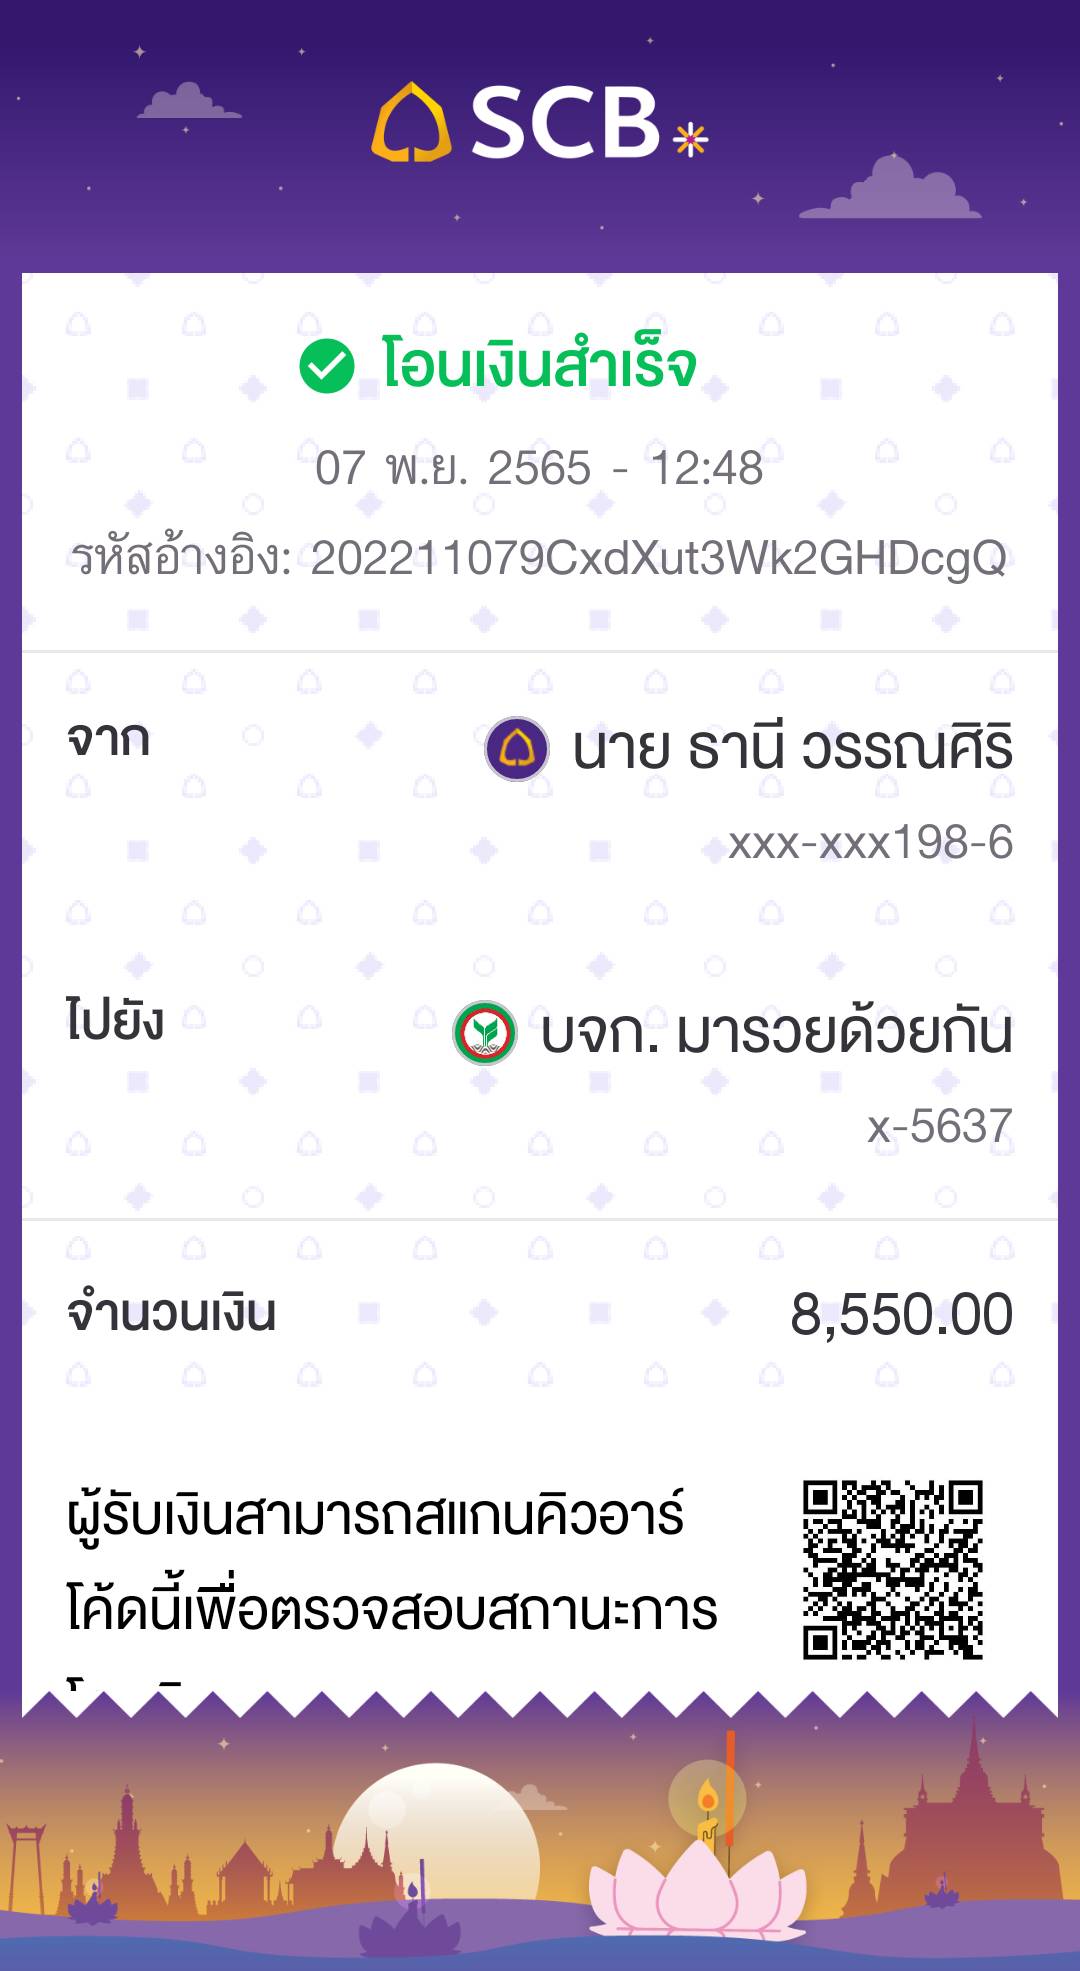 SCB
โอนเงินสำเร็จ
07 พ.ย. 2565 - 12:48
รหัสอ้างอิง: 202211079CxdXut3Wk2GHDcgQ
จาก
นาย ธานี วรรณศิริ
xxx-xxx198-6
ไปยัง
บจก. มารวยด้วยกัน
x-5637
จำนวนเงิน
8,550.00
ผู้รับเงินสามารถสแกนคิวอาร์
โค้ดนี้เพื่อตรวจสอบสถานะการ